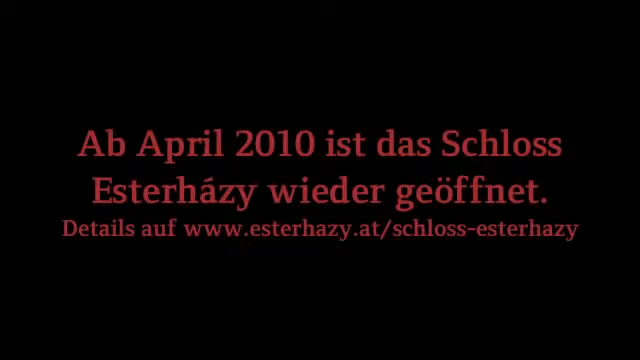 Ab April 2010 ist das Schloss
Esterházy wieder geöffnet.
Details auf www.esterhazy.at/schloss-esterhazy